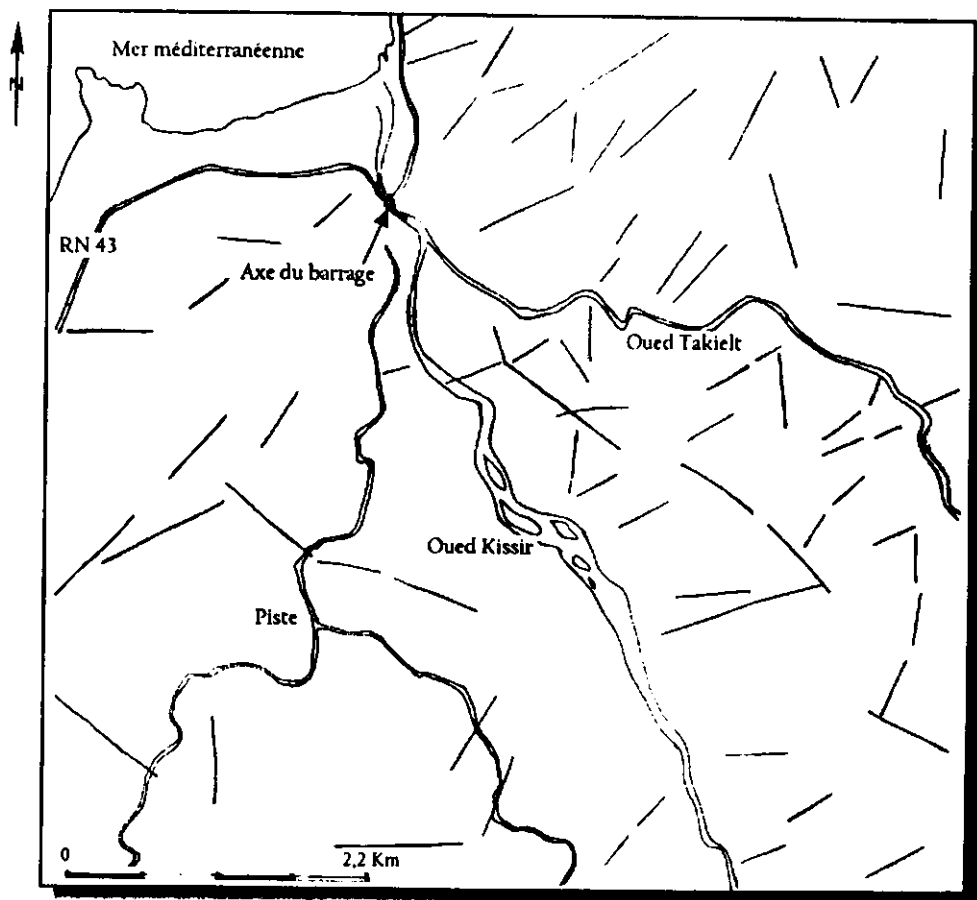 N
Mer méditerranéenne
RN 43
Axe du barrage
Oued Takielt
Oued Kissir
Piste
0
2,2 Km